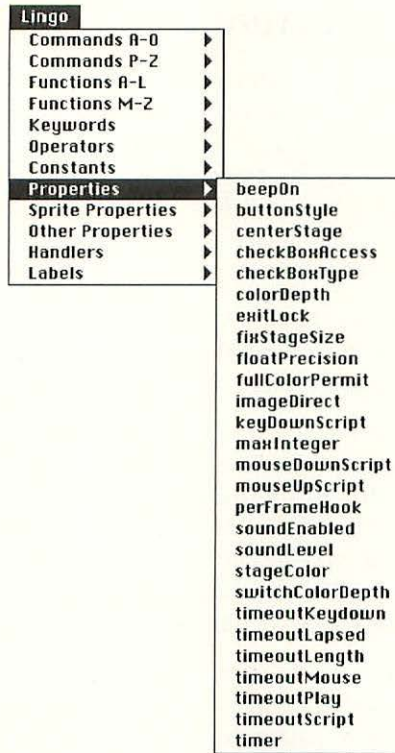 Lingo
Commands A-O
Commands P-Z
Functions A-L
Functions M-Z
Keywords
Operators
Constants
Properties
Sprite Properties
Other Properties
Handlers
Labels
beepOn
buttonStyle
centerStage
checkBoxAccess
checkBoxType
colorDepth
exitLock
fixStageSize
floatPrecision
fullColorPermit
imageDirect
keyDownScript
maxInteger
mouseDownScript
mouseUpScript
perFrameHook
soundEnabled
soundLevel
stageColor
switchColorDepth
timeoutKeydown
timeoutLapsed
timeoutLength
timeoutMouse
timeoutPlay
timeoutScript
timer